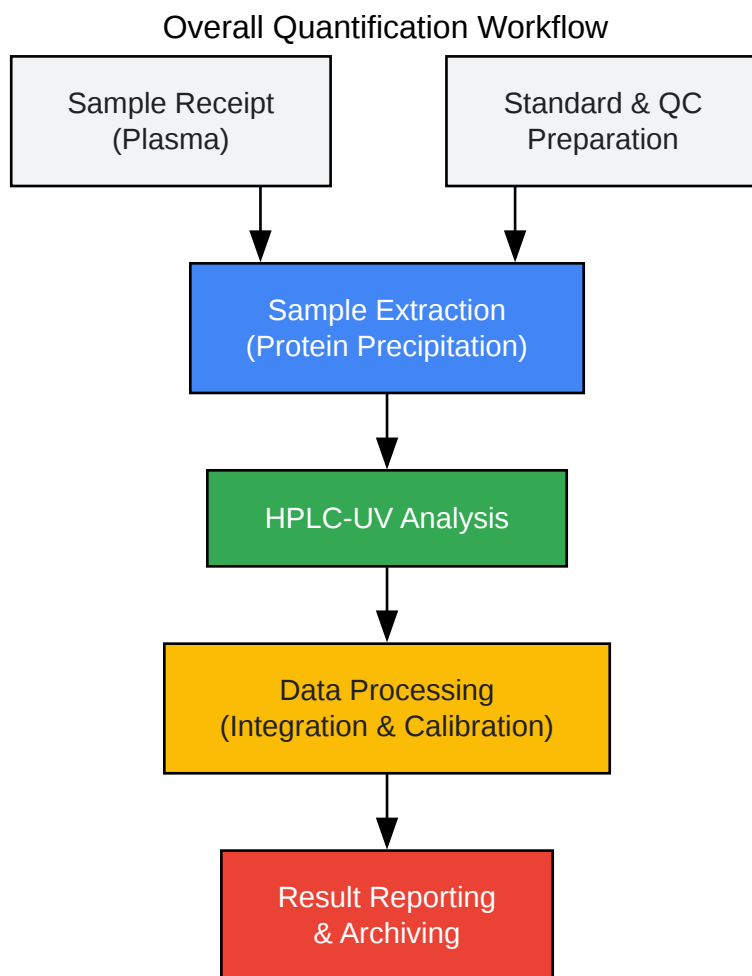 Overall Quantification Workflow
Sample Receipt
(Plasma)
Standard & QC
Preparation
Sample Extraction
(Protein Precipitation)
HPLC-UV Analysis
Data Processing
(Integration & Calibration)
Result Reporting
& Archiving